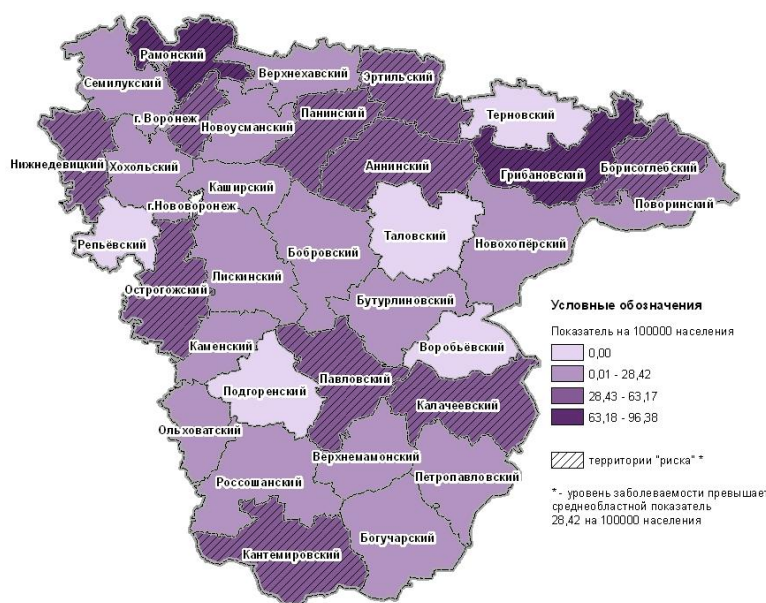 Рамонский
Семилукский
Верхнехавский
Эртильский
г. Воронеж
Новоусманский
Панинский
Терновский
Нижнедевицкий
Хохольский
Аннинский
Грибановский
Борисоглебский
Каширский
Поворинский
г.Нововоронеж
Репьёвский
Бобровский
Таловский
Новохопёрский
Лискинский
Острогожский
Бутурлиновский
Каменский
Воробьёвский
Подгоренский
Павловский
Калачеевский
Ольховатский
Верхнемамонский
Россошанский
Петропавловский
Богучарский
Кантемировский
Условные обозначения
Показатель на 100000 населения
0,00
0,01 - 28,42
28,43 - 63,17
63,18 - 96,38
территории "риска" *
* - уровень заболеваемости превышает
среднеобластной показатель
28,42 на 100000 населения